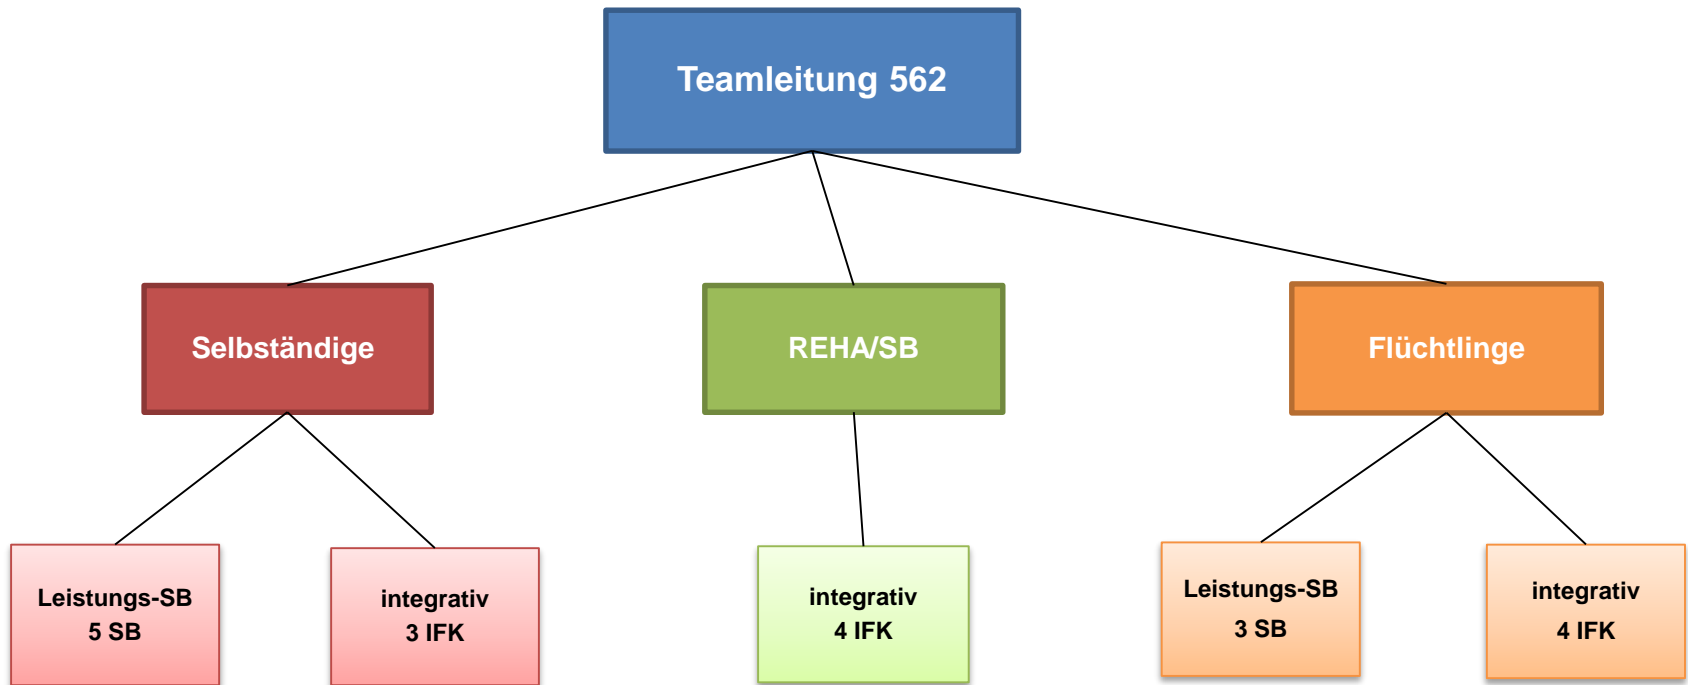 Teamleitung 562
Selbständige
REHA/SB
Flüchtlinge
Leistungs-SB
5 SB
integrativ
3 IFK
integrativ
4 IFK
Leistungs-SB
3 SB
integrativ
4 IFK